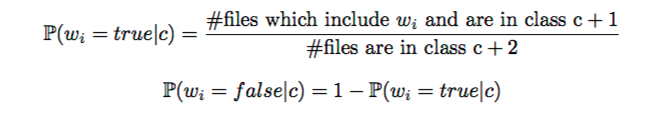 ℙ(wᵢ = true|c) = #files which include wᵢ and are in class c + 1 / #files are in class c + 2
ℙ(wᵢ = false|c) = 1 − ℙ(wᵢ = true|c)